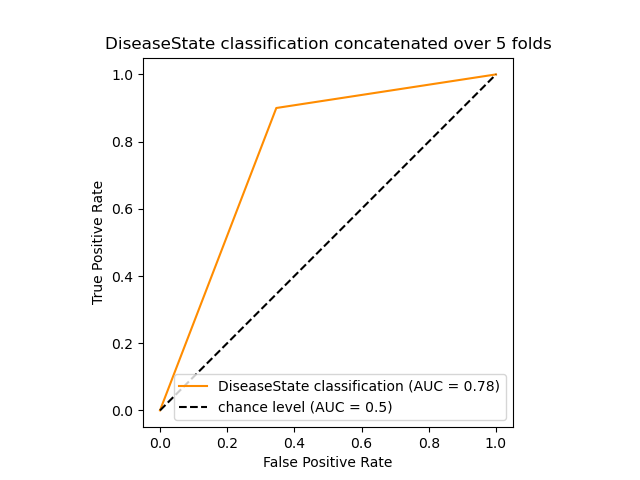 DiseaseState classification concatenated over 5 folds
1.0
0.8
0.6
0.4
0.2
0.0
True Positive Rate
DiseaseState classification (AUC = 0.78)
chance level (AUC = 0.5)
0.0 0.2 0.4 0.6 0.8 1.0
False Positive Rate